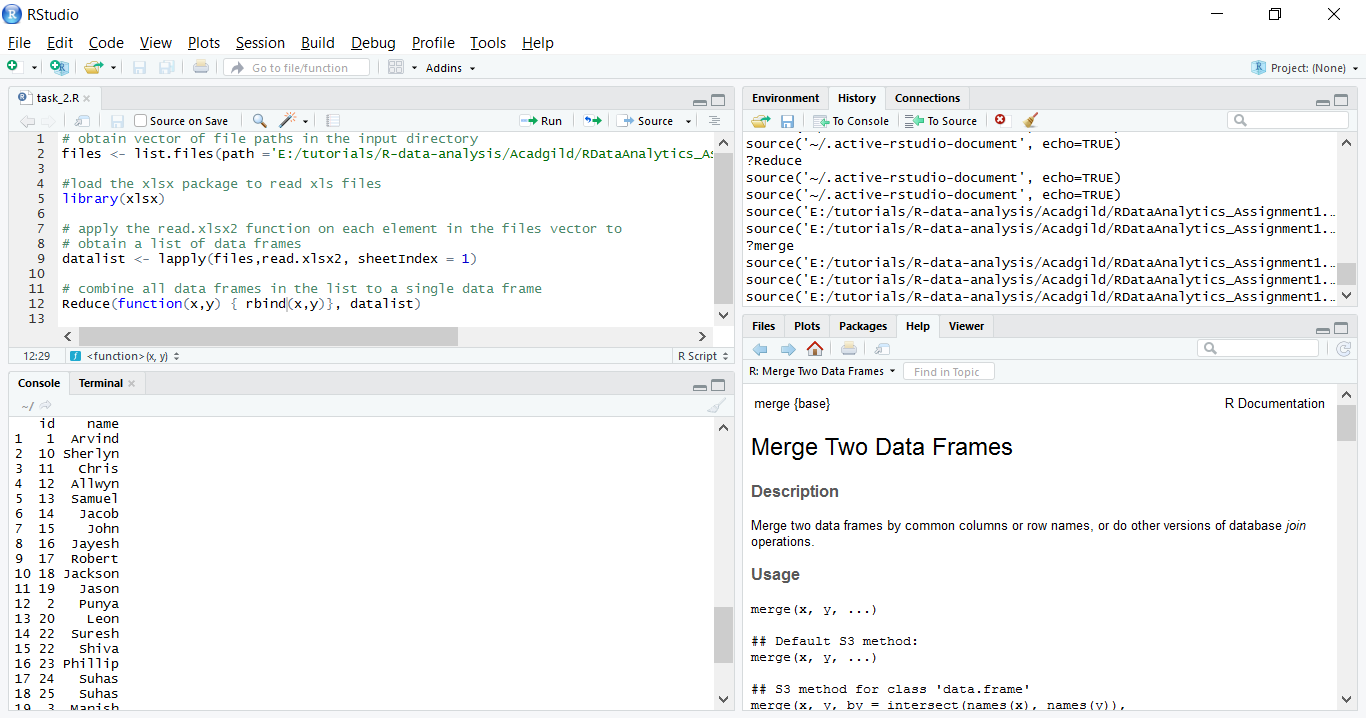 RStudio
File Edit Code View Plots Session Build Debug Profile Tools Help
Go to file/function Addins Project: (None)
task_2.R
Source on Save Run Source
1 # obtain vector of file paths in the input directory
2 files <- list.files(path ='E:/tutorials/R-data-analysis/Acadgild/RDataAnalytics_As
3
4 #load the xlsx package to read xls files
5 library(xlsx)
6
7 # apply the read.xlsx2 function on each element in the files vector to
8 # obtain a list of data frames
9 datalist <- lapply(files,read.xlsx2, sheetIndex = 1)
10
11 # combine all data frames in the list to a single data frame
12 Reduce(function(x,y) { rbind(x,y)}, datalist)
13
12:29 <function>(x, y) R Script
Console Terminal
~/
id name
1 1 Arvind
2 10 Sherlyn
3 11 Chris
4 12 Allwyn
5 13 Samuel
6 14 Jacob
7 15 John
8 16 Jayesh
9 17 Robert
10 18 Jackson
11 19 Jason
12 2 Punya
13 20 Leon
14 22 Suresh
15 22 Shiva
16 23 Phillip
17 24 Suhas
18 25 Suhas
19 3 Manish
Environment History Connections
To Console To Source
source('~/.active-rstudio-document', echo=TRUE)
?Reduce
source('~/.active-rstudio-document', echo=TRUE)
source('~/.active-rstudio-document', echo=TRUE)
source('E:/tutorials/R-data-analysis/Acadgild/RDataAnalytics_Assignment1...
source('E:/tutorials/R-data-analysis/Acadgild/RDataAnalytics_Assignment1...
?merge
source('E:/tutorials/R-data-analysis/Acadgild/RDataAnalytics_Assignment1...
source('E:/tutorials/R-data-analysis/Acadgild/RDataAnalytics_Assignment1...
source('E:/tutorials/R-data-analysis/Acadgild/RDataAnalytics_Assignment1...
Files Plots Packages Help Viewer
R: Merge Two Data Frames Find in Topic
merge {base} R Documentation
Merge Two Data Frames
Description
Merge two data frames by common columns or row names, or do other versions of database join
operations.
Usage
merge(x, y, ...)
## Default S3 method:
merge(x, y, ...)
## S3 method for class 'data.frame'
merge(x, y, by = intersect(names(x), names(y)),